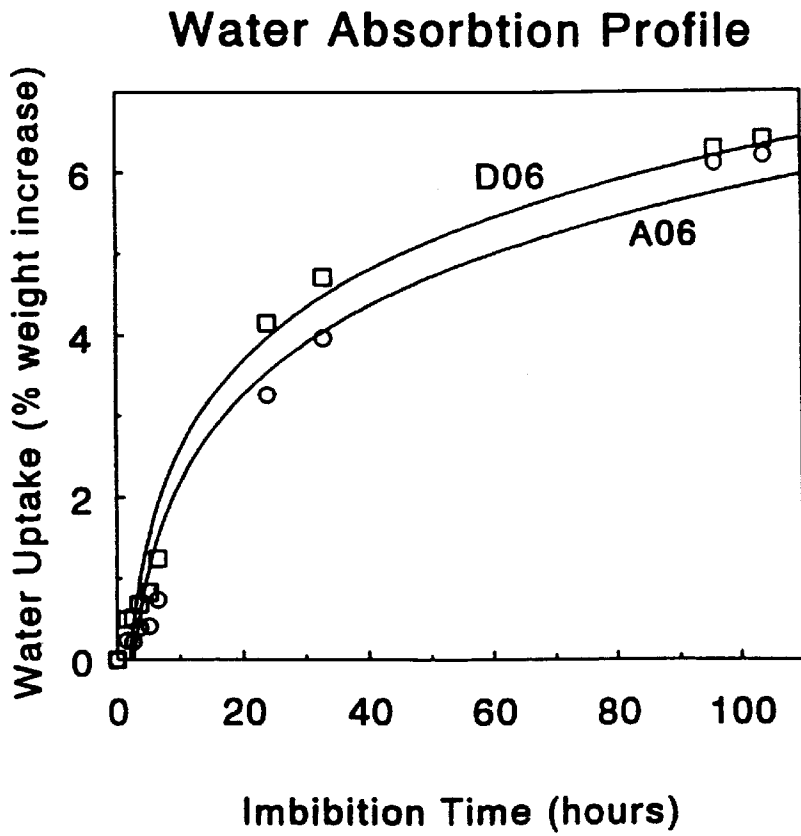 Water Absorbtion Profile
Water Uptake (% weight increase)
6
4
2
0
D06
A06
0 20 40 60 80 100
Imbibition Time (hours)